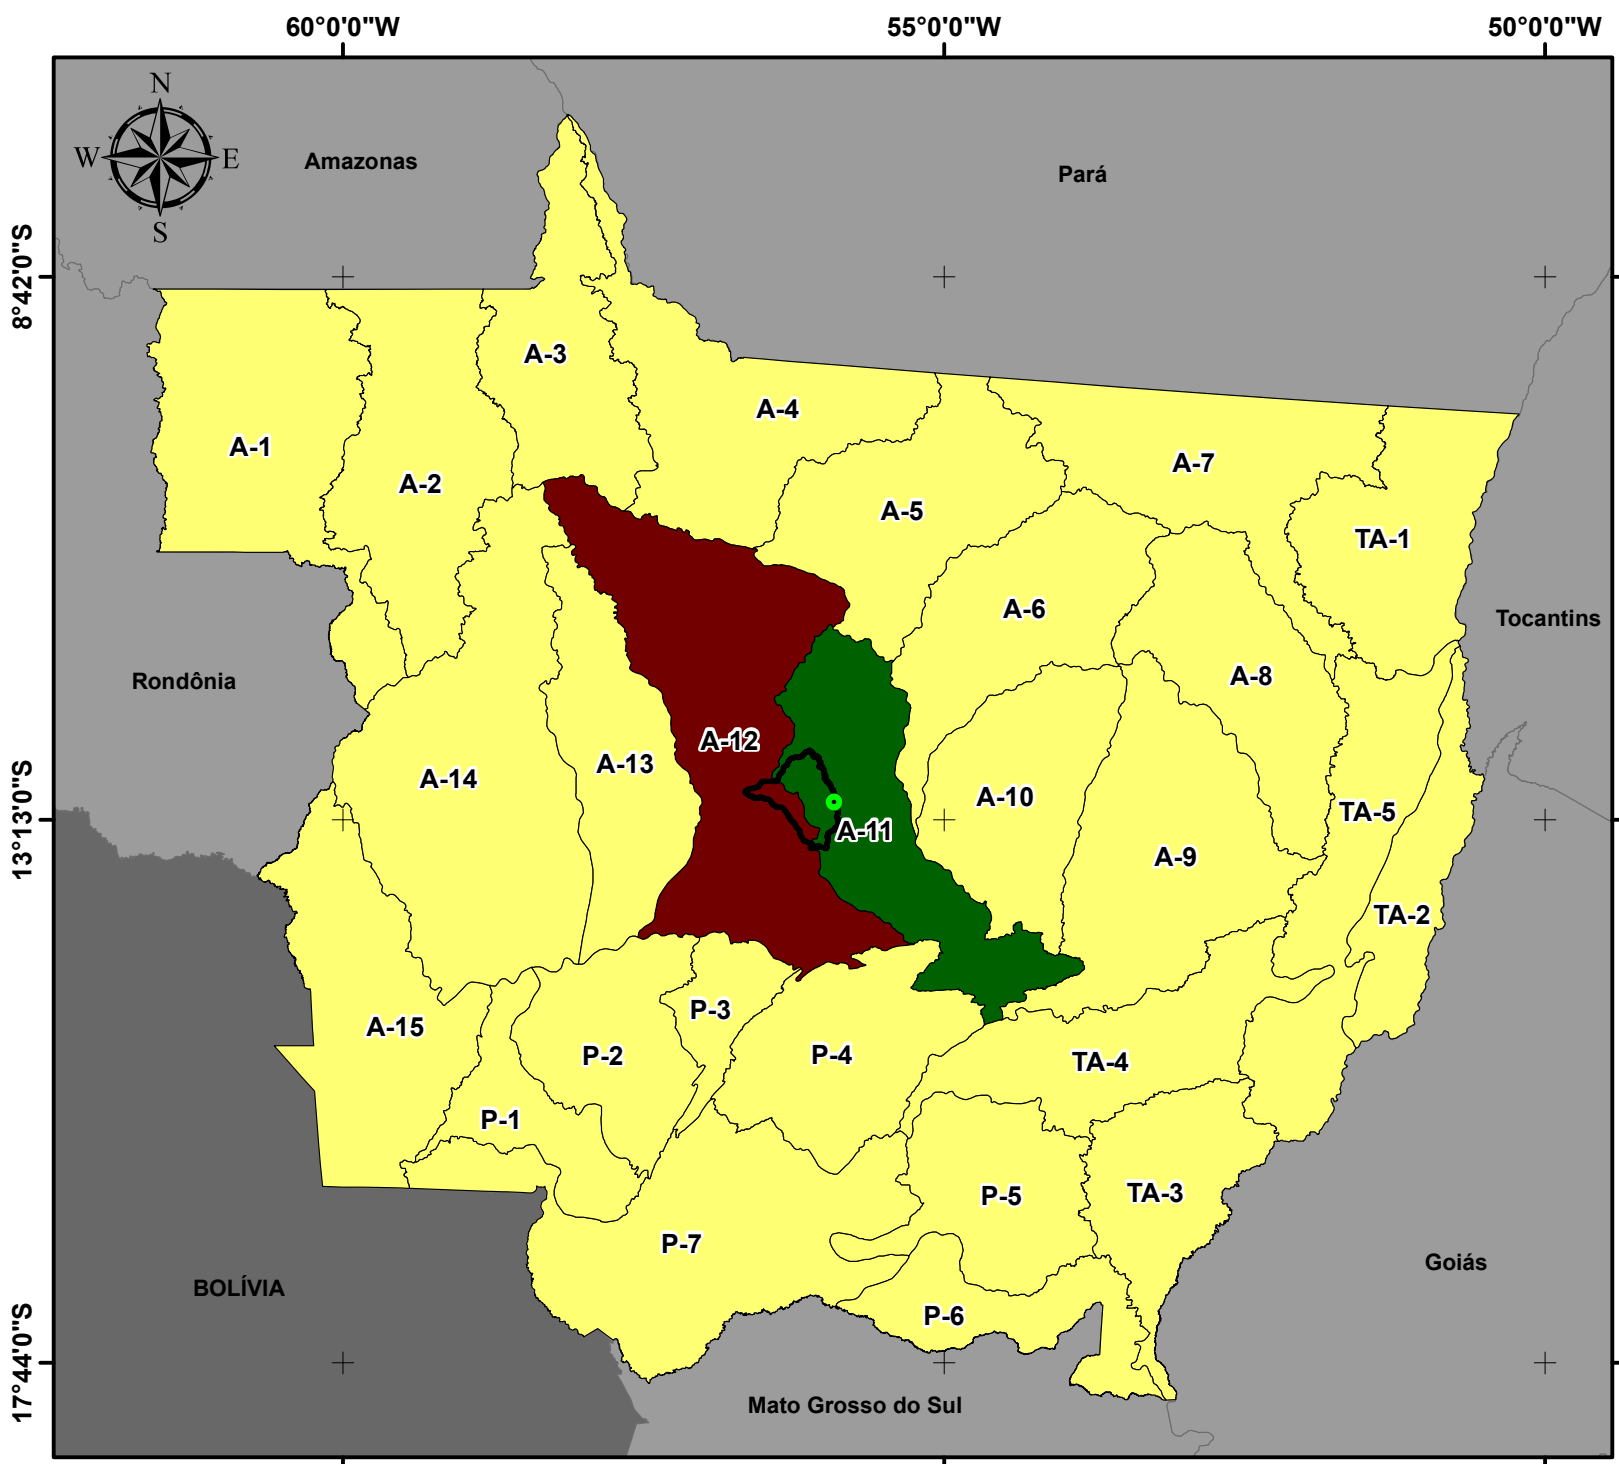 60°0'0"W
55°0'0"W
50°0'0"W
N
W
E
S
Amazonas
Pará
8°42'0"S
A-3
A-4
A-1
A-7
A-2
A-5
TA-1
A-6
Tocantins
Rondônia
A-8
A-12
A-13
A-14
A-10
TA-5
13°13'0"S
A-11
A-9
TA-2
P-3
A-15
P-2
P-4
TA-4
P-1
P-5
TA-3
P-7
Goiás
BOLÍVIA
P-6
17°44'0"S
Mato Grosso do Sul